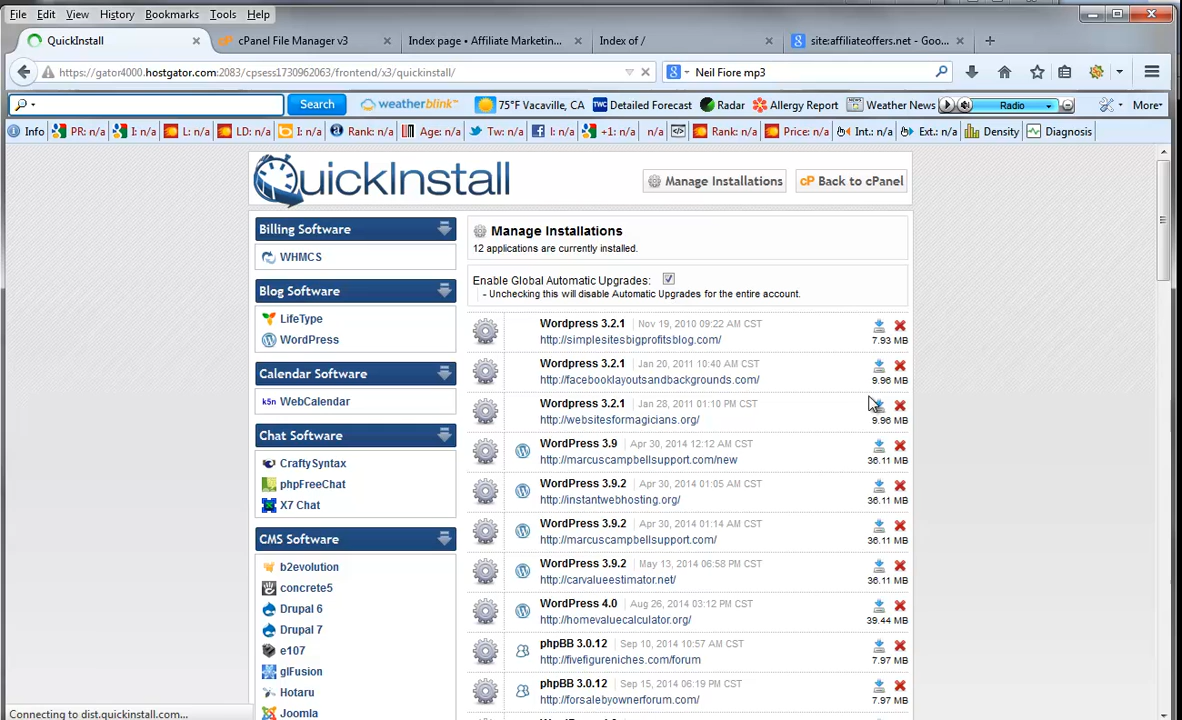 File Edit View History Bookmarks Tools Help
QuickInstall × cP cPanel File Manager v3 × Index page • Affiliate Marketin... × Index of / × site:affiliateoffers.net - Goo... × +
https://gator4000.hostgator.com:2083/cpsess1730962063/frontend/x3/quickinstall/ Neil Fiore mp3
Search weatherblink™ 75°F Vacaville, CA TWC Detailed Forecast Radar Allergy Report Weather News Radio More›
Info PR: n/a I: n/a L: n/a LD: n/a I: n/a Rank: n/a Age: n/a Tw: n/a I: n/a +1: n/a n/a Rank: n/a Price: n/a Int.: n/a Ext.: n/a Density Diagnosis
QuickInstall Manage Installations cP Back to cPanel
Billing Software
WHMCS
Blog Software
LifeType
WordPress
Calendar Software
k5n WebCalendar
Chat Software
CraftySyntax
phpFreeChat
X7 Chat
CMS Software
b2evolution
concrete5
Drupal 6
Drupal 7
e107
glFusion
Hotaru
Joomla
Manage Installations
12 applications are currently installed.
Enable Global Automatic Upgrades:
- Unchecking this will disable Automatic Upgrades for the entire account.
Wordpress 3.2.1 | Nov 19, 2010 09:22 AM CST
http://simplesitesbigprofitsblog.com/ 7.93 MB
Wordpress 3.2.1 | Jan 20, 2011 10:40 AM CST
http://facebooklayoutsandbackgrounds.com/ 9.96 MB
Wordpress 3.2.1 | Jan 28, 2011 01:10 PM CST
http://websitesformagicians.org/ 9.96 MB
WordPress 3.9 | Apr 30, 2014 12:12 AM CST
http://marcuscampbellsupport.com/new 36.11 MB
WordPress 3.9.2 | Apr 30, 2014 01:05 AM CST
http://instantwebhosting.org/ 36.11 MB
WordPress 3.9.2 | Apr 30, 2014 01:14 AM CST
http://marcuscampbellsupport.com/ 36.11 MB
WordPress 3.9.2 | May 13, 2014 06:58 PM CST
http://carvalueestimator.net/ 36.11 MB
WordPress 4.0 | Aug 26, 2014 03:12 PM CST
http://homevaluecalculator.org/ 39.44 MB
phpBB 3.0.12 | Sep 10, 2014 10:57 AM CST
http://fivefigureniches.com/forum 7.97 MB
phpBB 3.0.12 | Sep 15, 2014 06:19 PM CST
http://forsalebyownerforum.com/ 7.97 MB
Connecting to dist.quickinstall.com...